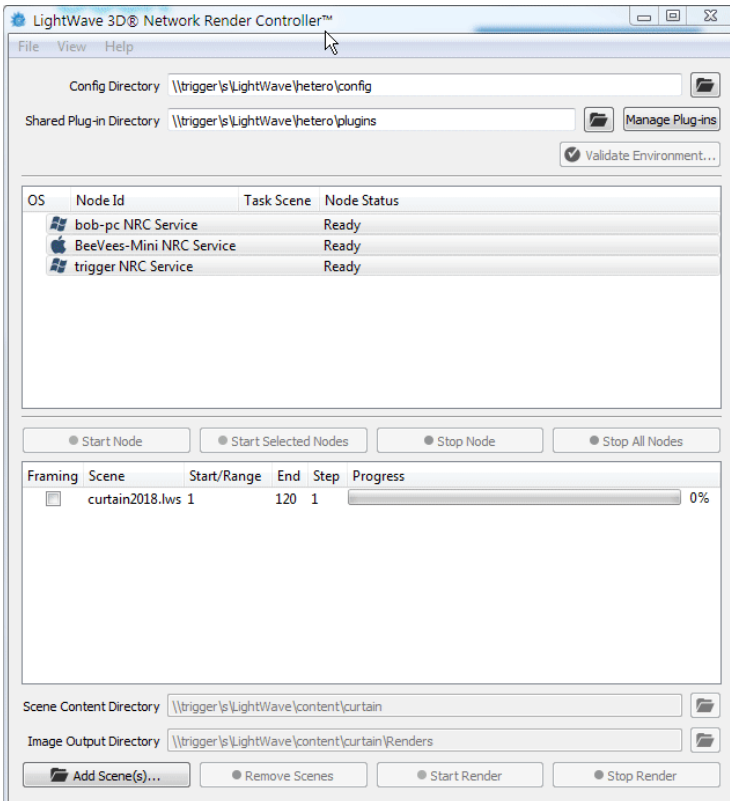 LightWave 3D® Network Render Controller™
File View Help
Config Directory \\trigger\s\LightWave\hetero\config
Shared Plug-in Directory \\trigger\s\LightWave\hetero\plugins Manage Plug-ins
Validate Environment...
OS Node Id Task Scene Node Status
bob-pc NRC Service Ready
BeeVees-Mini NRC Service Ready
trigger NRC Service Ready
Start Node Start Selected Nodes Stop Node Stop All Nodes
Framing Scene Start/Range End Step Progress
curtain2018.lws 1 120 1 0%
Scene Content Directory \\trigger\s\LightWave\content\curtain
Image Output Directory \\trigger\s\LightWave\content\curtain\Renders
Add Scene(s)... Remove Scenes Start Render Stop Render